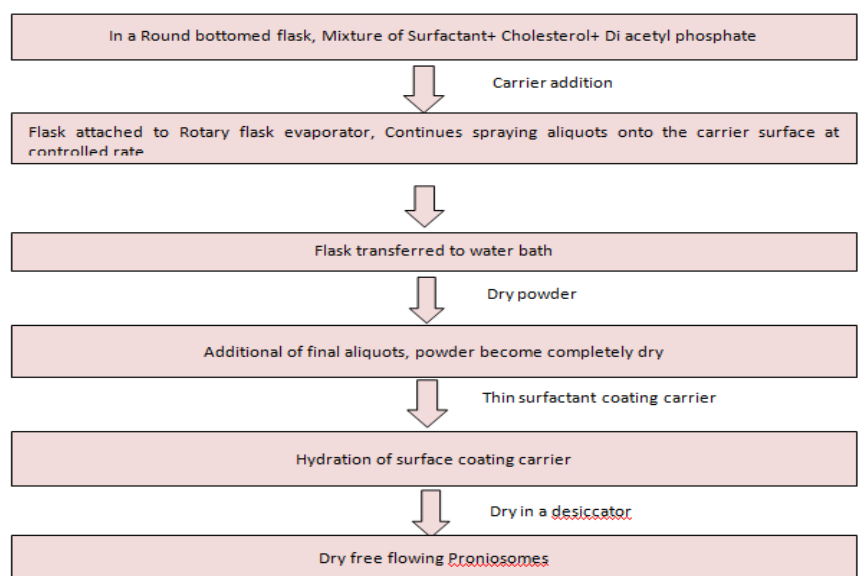 In a Round bottomed flask, Mixture of Surfactant+ Cholesterol+ Di acetyl phosphate
Carrier addition
Flask attached to Rotary flask evaporator, Continues spraying aliquots onto the carrier surface at
controlled rate
Flask transferred to water bath
Dry powder
Additional of final aliquots, powder become completely dry
Thin surfactant coating carrier
Hydration of surface coating carrier
Dry in a desiccator
Dry free flowing Proniosomes